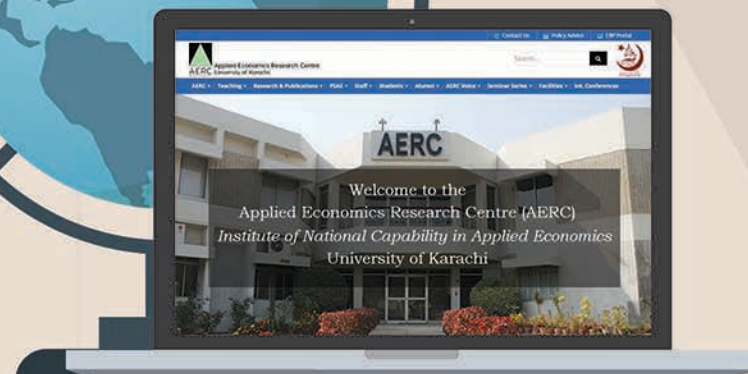 Contact Us Policy Advice ERP Portal
Applied Economics Research Centre
AERC University of Karachi
Search...
AERC Teaching Research & Publications PSAE Staff Students Alumni AERC Voice Seminar Series Facilities Int. Conferences
AERC
Welcome to the
Applied Economics Research Centre (AERC)
Institute of National Capability in Applied Economics
University of Karachi